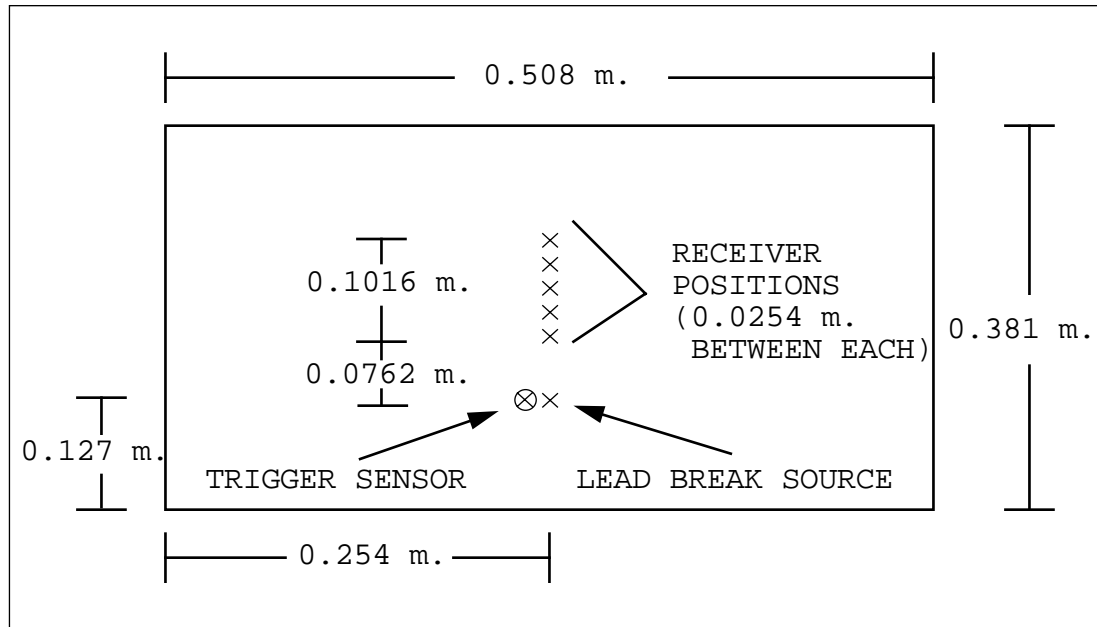 0.508 m.
RECEIVER
POSITIONS
(0.0254 m.
BETWEEN EACH)
0.1016 m.
0.381 m.
0.0762 m.
0.127 m.
TRIGGER SENSOR
LEAD BREAK SOURCE
0.254 m.